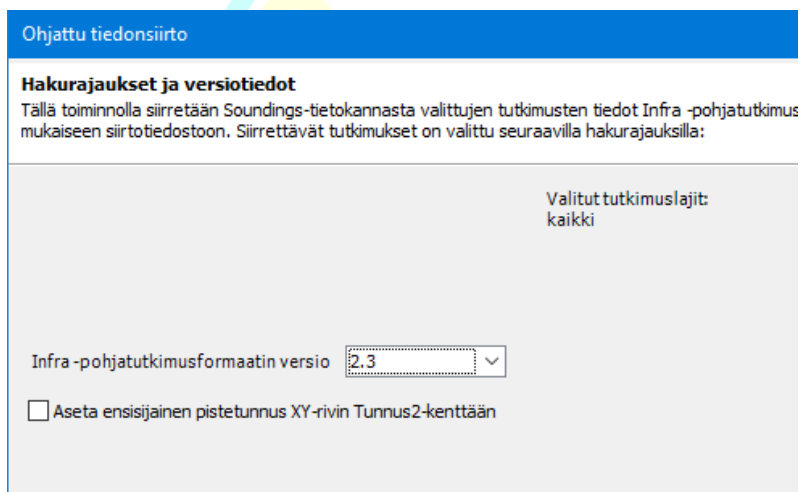 Ohjattu tiedonsiirto
Hakurajaukset ja versiotiedot
Tällä toiminnolla siirretään Soundings-tietokannasta valittujen tutkimusten tiedot Infra -pohjatutkimus
mukaiseen siirtotiedostoon. Siirrettävät tutkimukset on valittu seuraavilla hakurajauksilla:
Valitut tutkimuslajit:
kaikki
Infra -pohjatutkimusformaatin versio 2.3
Aseta ensisijainen pistetunnus XY-rivin Tunnus2-kenttään